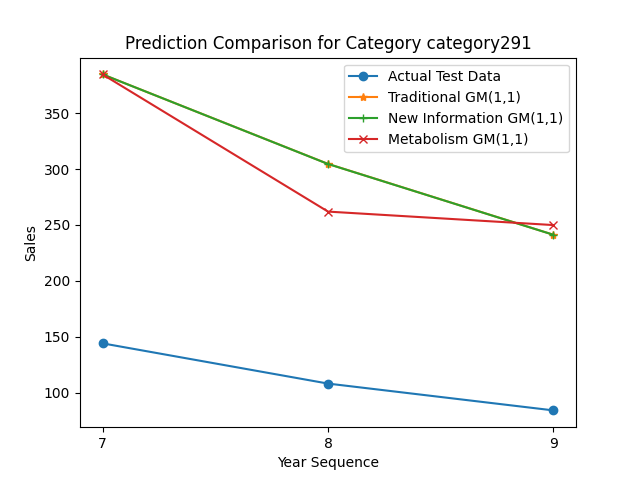 Prediction Comparison for Category category291
Actual Test Data
Traditional GM(1,1)
New Information GM(1,1)
Metabolism GM(1,1)
350
300
250
200
150
100
Sales
7
8
9
Year Sequence